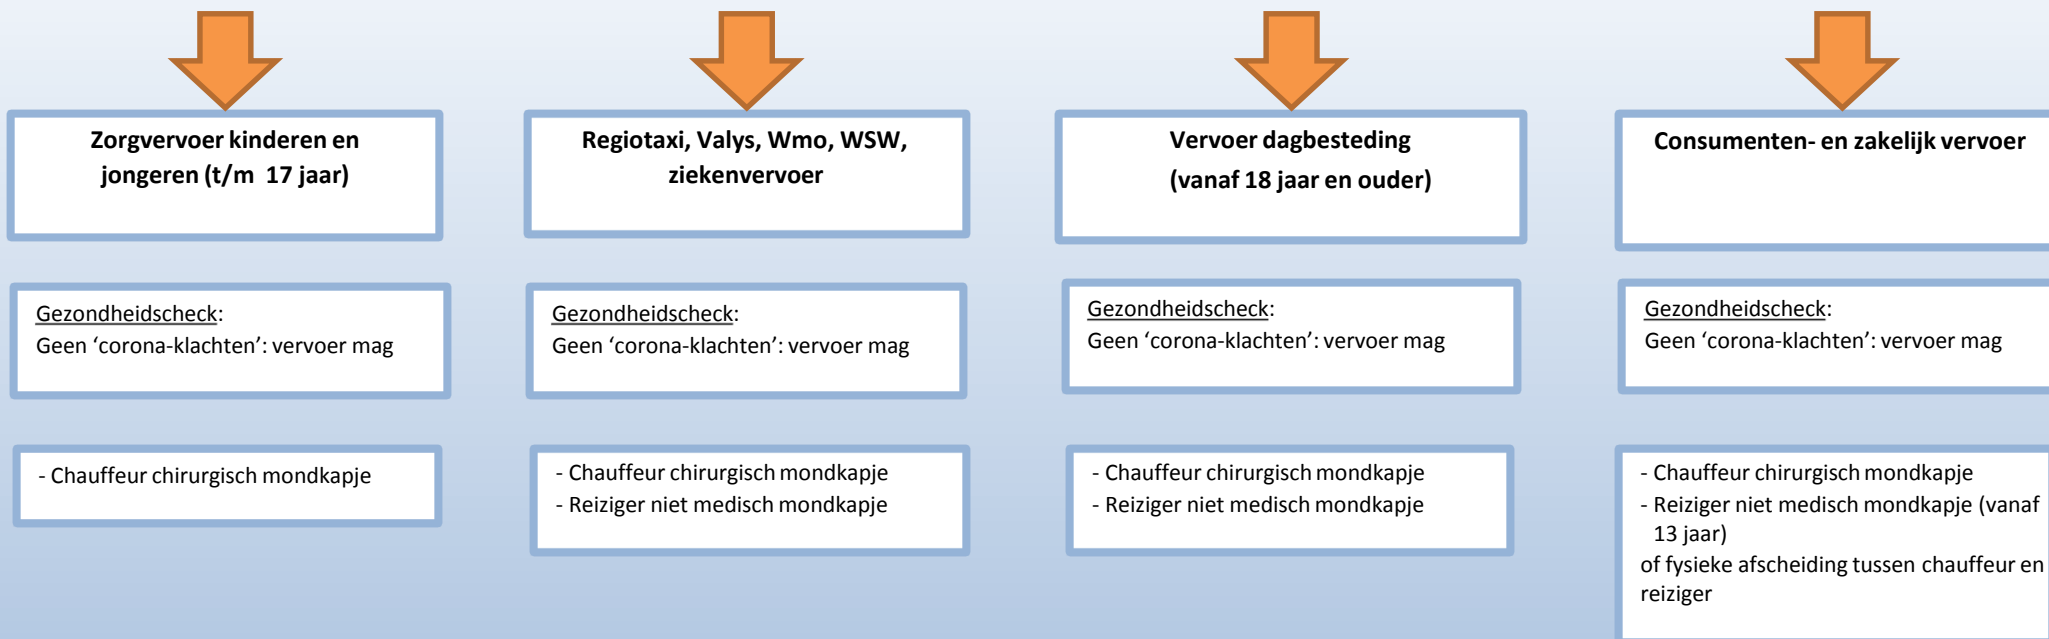 Zorgvervoer kinderen en
jongeren (t/m 17 jaar)
Gezondheidscheck:
Geen ‘corona-klachten’: vervoer mag
- Chauffeur chirurgisch mondkapje
Regiotaxi, Valys, Wmo, WSW,
ziekenvervoer
Gezondheidscheck:
Geen ‘corona-klachten’: vervoer mag
- Chauffeur chirurgisch mondkapje
- Reiziger niet medisch mondkapje
Vervoer dagbesteding
(vanaf 18 jaar en ouder)
Gezondheidscheck:
Geen ‘corona-klachten’: vervoer mag
- Chauffeur chirurgisch mondkapje
- Reiziger niet medisch mondkapje
Consumenten- en zakelijk vervoer
Gezondheidscheck:
Geen ‘corona-klachten’: vervoer mag
- Chauffeur chirurgisch mondkapje
- Reiziger niet medisch mondkapje (vanaf
13 jaar)
of fysieke afscheiding tussen chauffeur en
reiziger